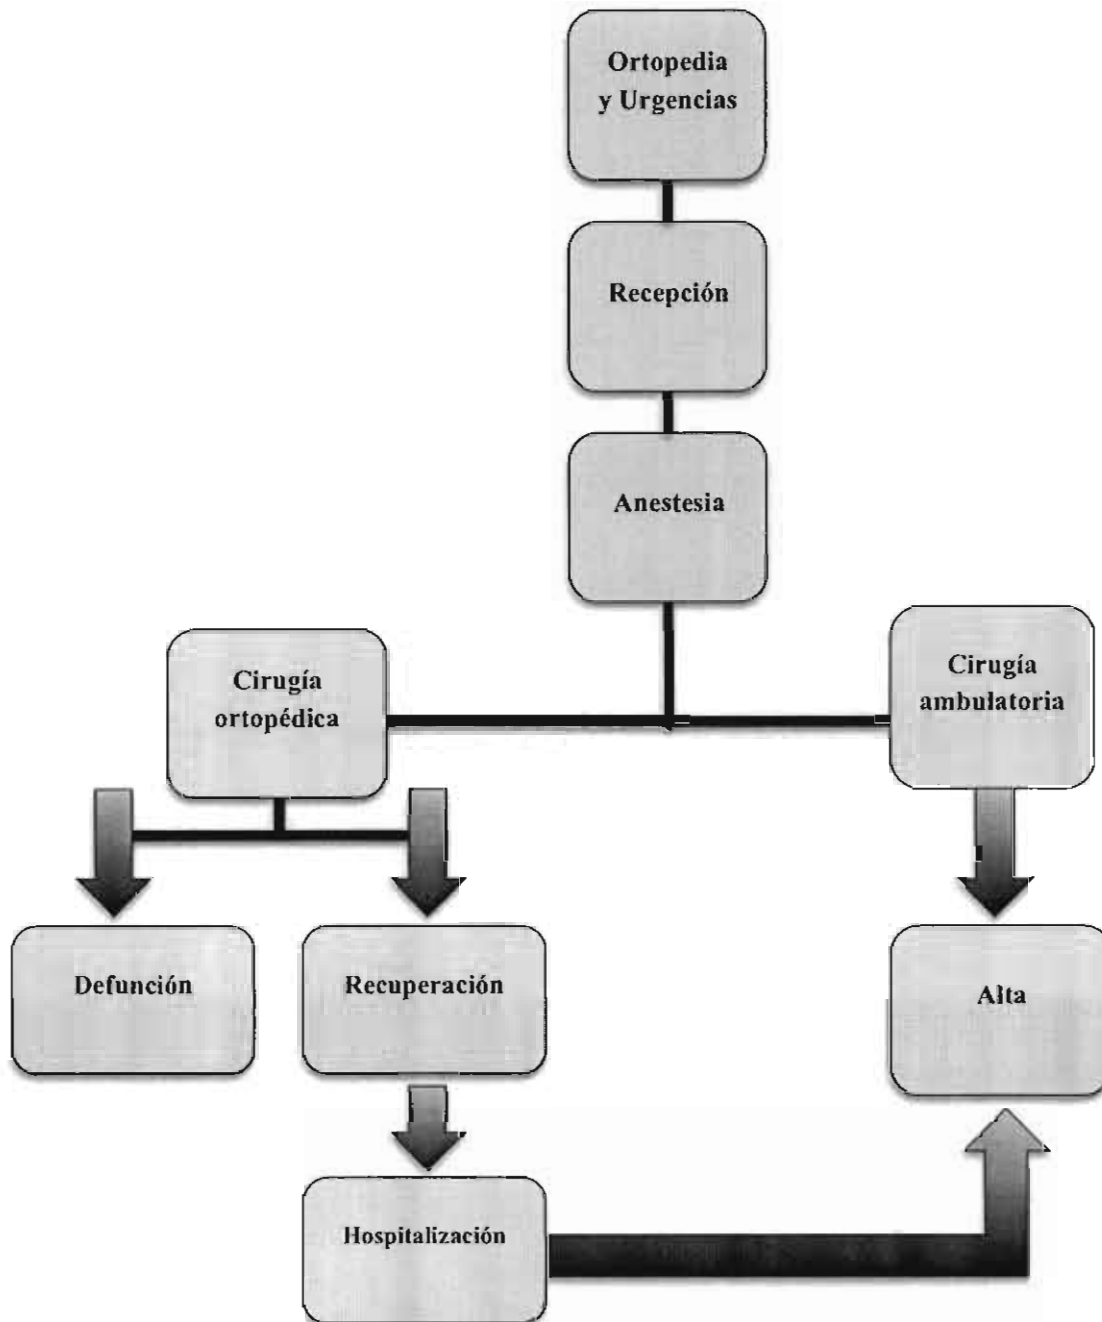 Ortopedia
y Urgencias
Recepción
Anestesia
Cirugía
ortopédica
Cirugía
ambulatoria
Defunción
Recuperación
Alta
Hospitalización